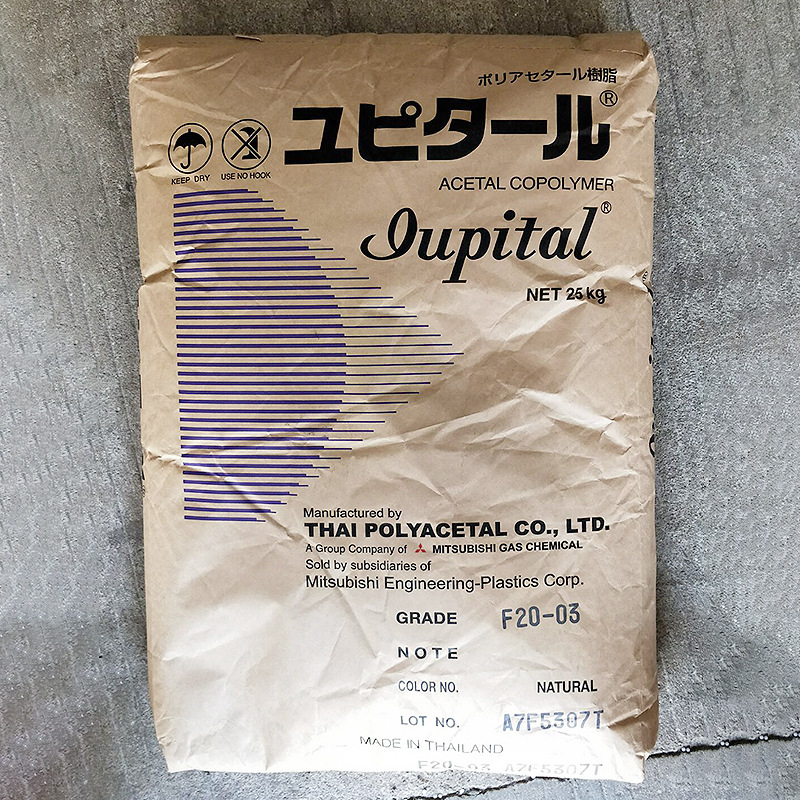 ポリアセタール樹脂
ユピタール®
KEEP DRY
USE NO HOOK
ACETAL COPOLYMER
Iupital®
NET 25 kg
Manufactured by
THAI POLYACETAL CO., LTD.
A Group Company of MITSUBISHI GAS CHEMICAL
Sold by subsidiaries of
Mitsubishi Engineering-Plastics Corp.
GRADE F20-03
NOTE
COLOR NO. NATURAL
LOT NO. A7F5307T
MADE IN THAILAND
F20-03 A7F5307T